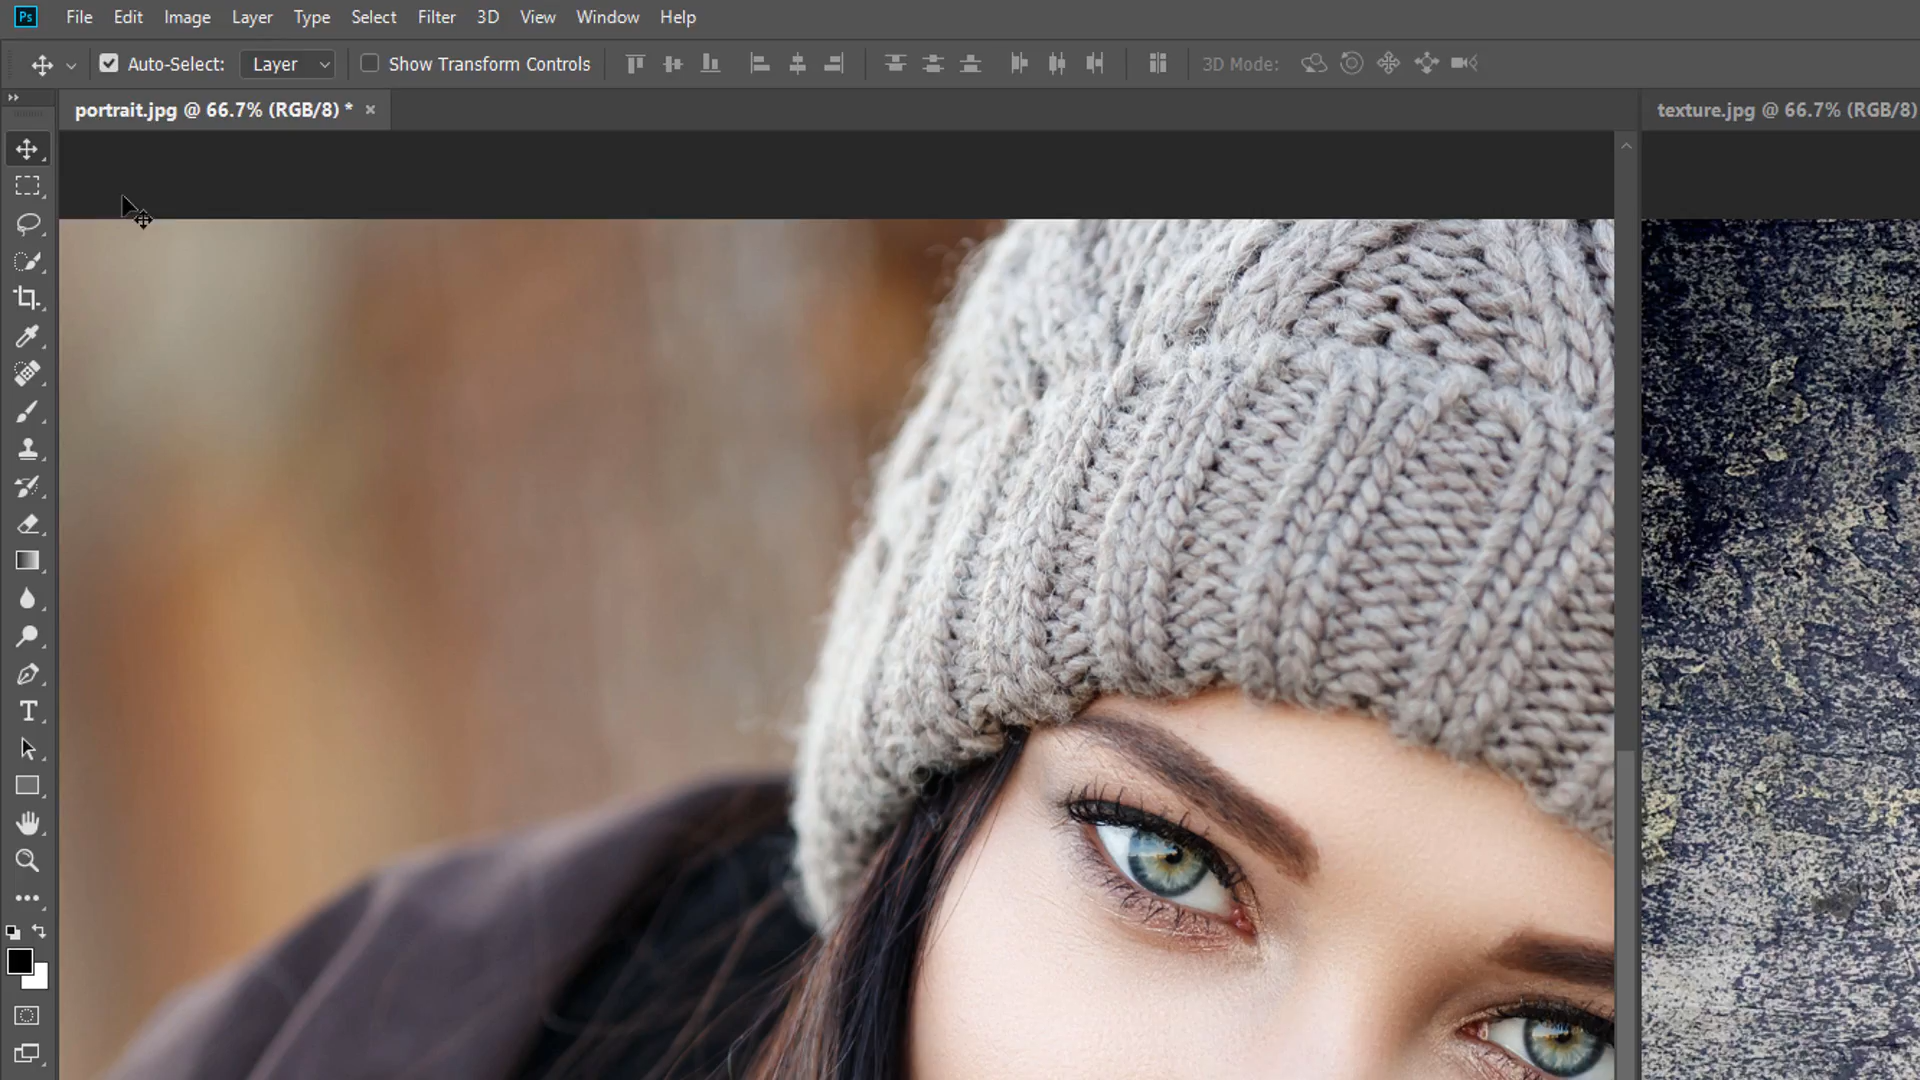 Ps File Edit Image Layer Type Select Filter 3D View Window Help
Auto-Select: Layer Show Transform Controls 3D Mode:
portrait.jpg @ 66.7% (RGB/8) * × texture.jpg @ 66.7% (RGB/8)